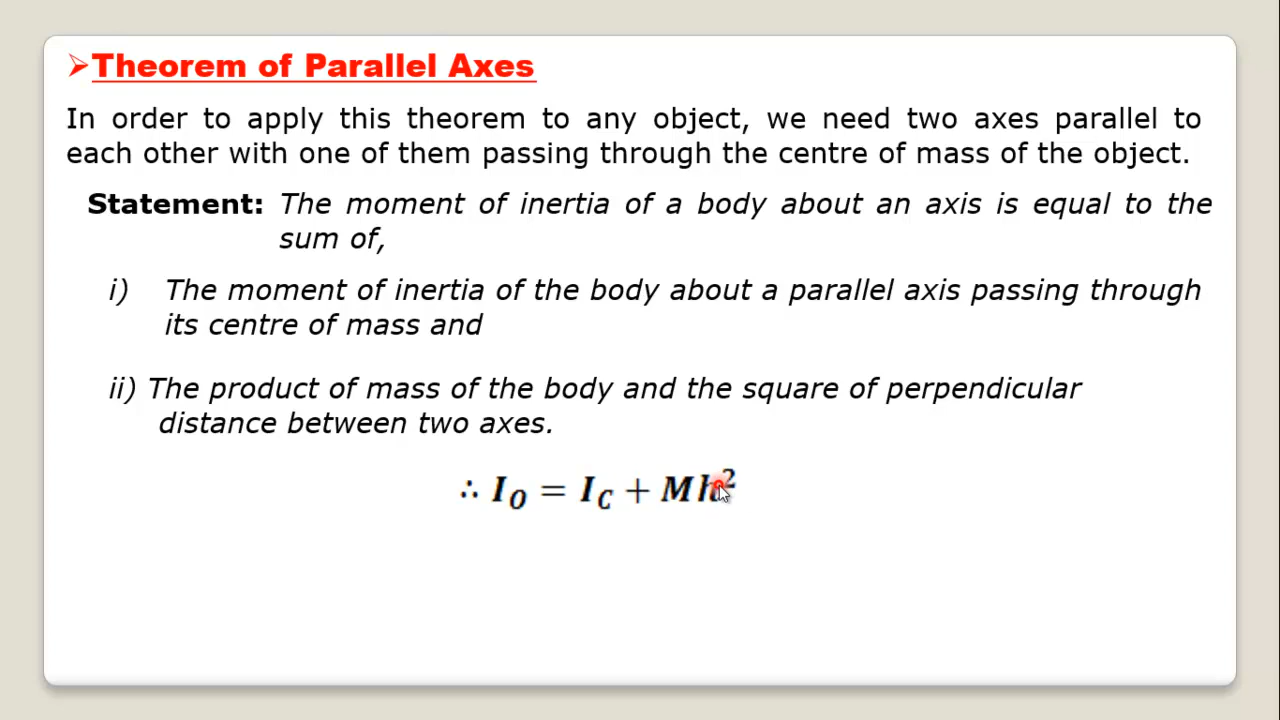 ➢Theorem of Parallel Axes
In order to apply this theorem to any object, we need two axes parallel to
each other with one of them passing through the centre of mass of the object.
Statement: The moment of inertia of a body about an axis is equal to the
sum of,
i) The moment of inertia of the body about a parallel axis passing through
its centre of mass and
ii) The product of mass of the body and the square of perpendicular
distance between two axes.
∴ I_O = I_C + Mh²